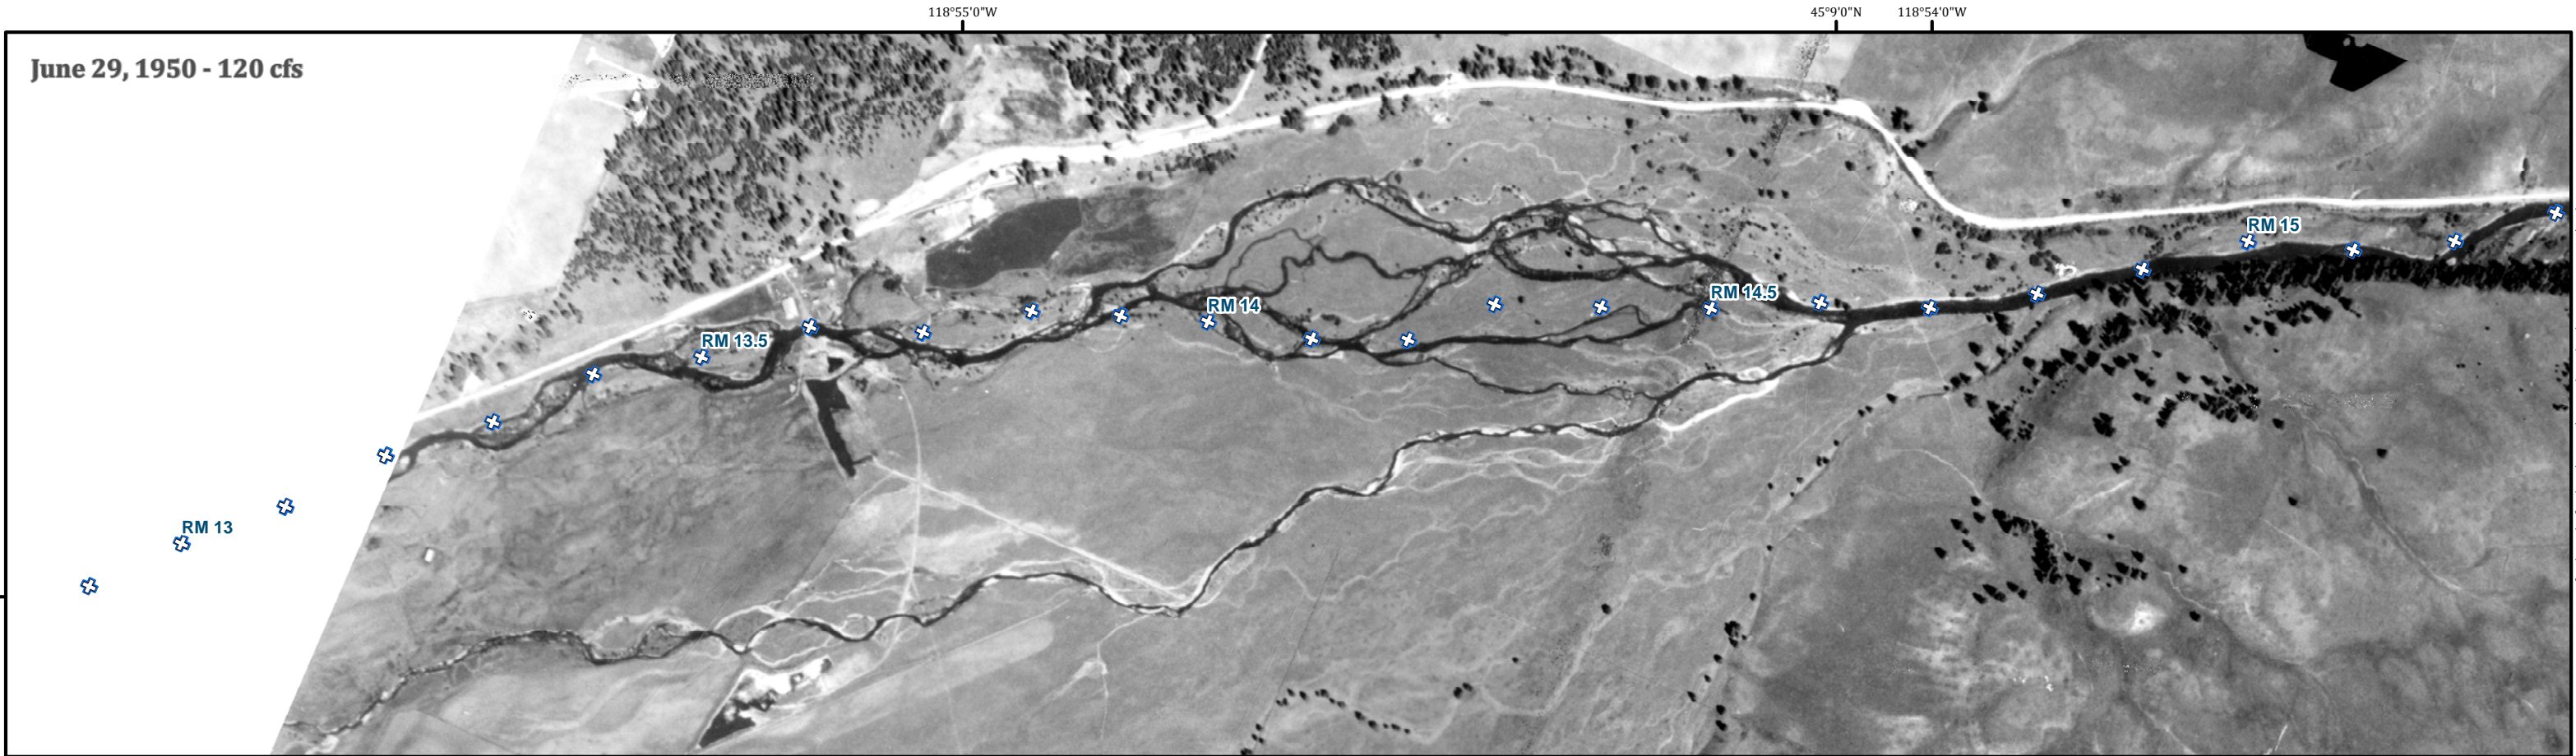 118°55'0"W
45°9'0"N
118°54'0"W
June 29, 1950 - 120 cfs
RM 15
RM 14.5
RM 14
RM 13.5
RM 13